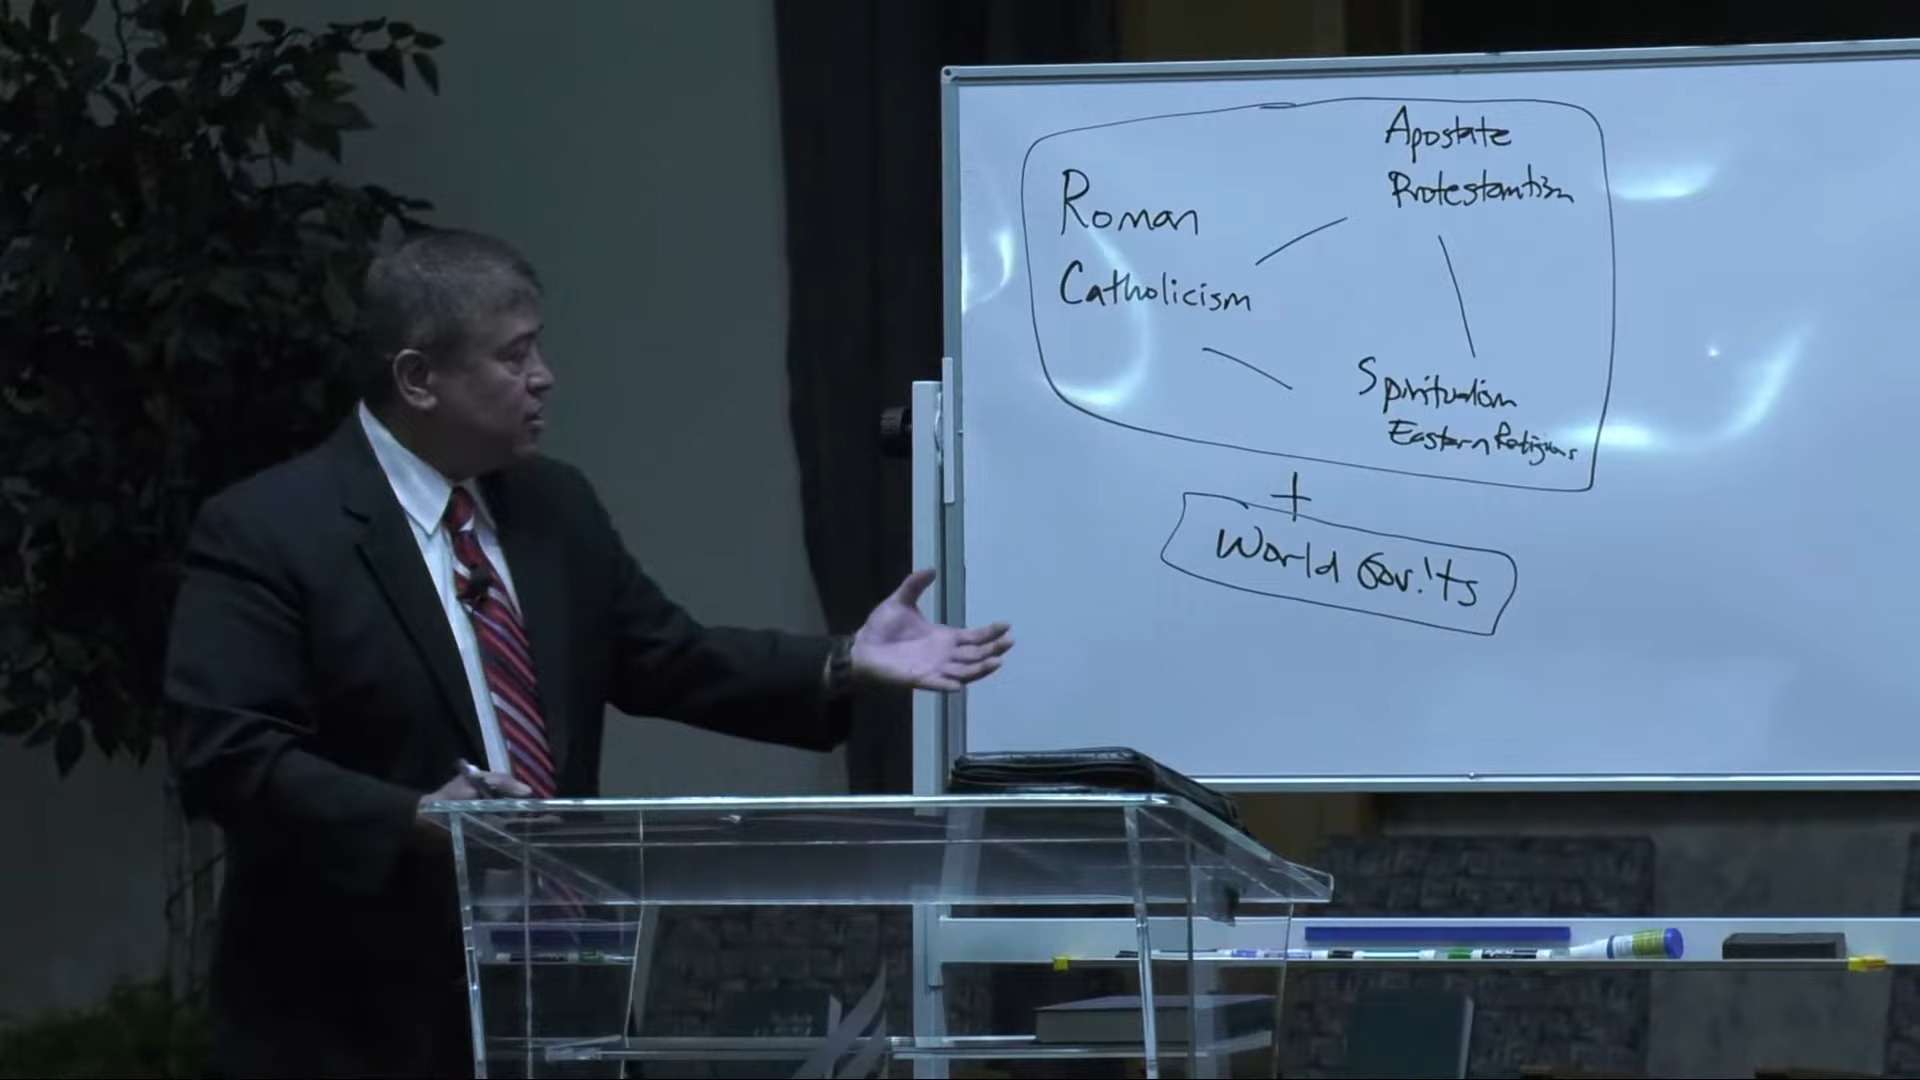 Roman
Catholicism
Apostate
Protestantism
Spiritualism
Eastern Religions
+
World Gov.'ts